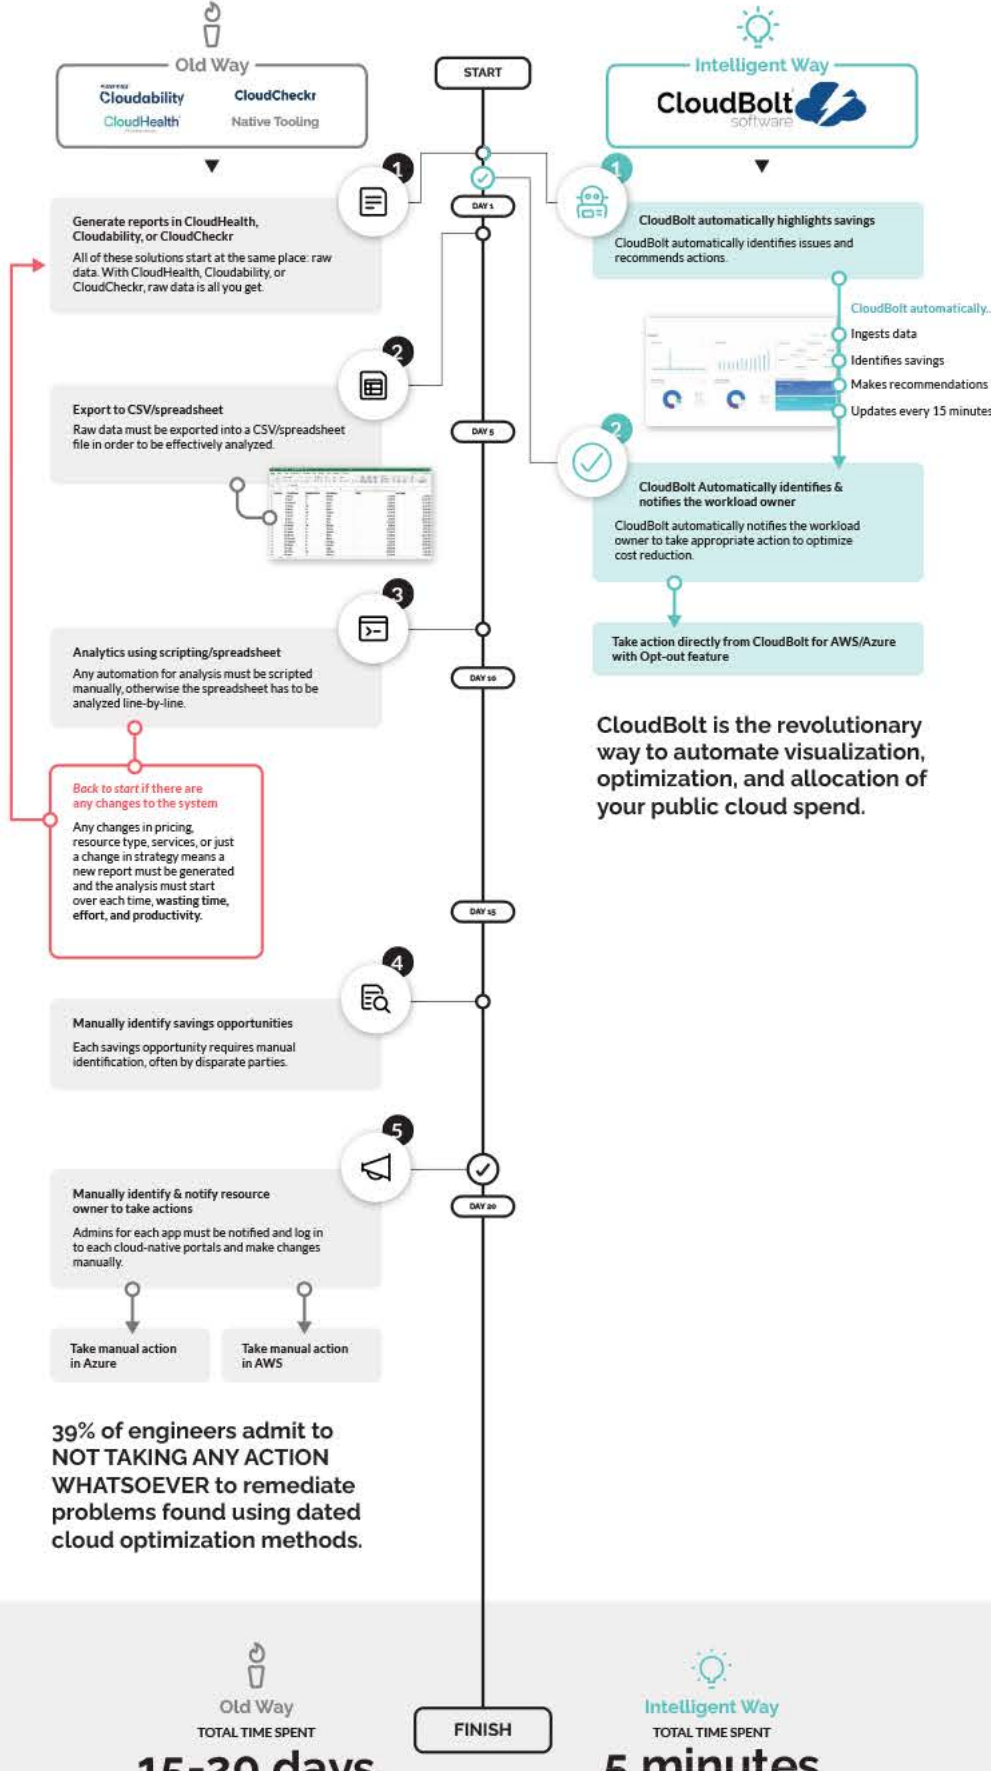 Old Way
Cloudability
CloudCheckr
CloudHealth
Native Tooling
START
Intelligent Way
CloudBolt
software
1
Generate reports in CloudHealth,
Cloudability, or CloudCheckr
All of these solutions start at the same place: raw
data. With CloudHealth, Cloudability, or
CloudCheckr, raw data is all you get.
2
Export to CSV/spreadsheet
Raw data must be exported into a CSV/spreadsheet
file in order to be effectively analyzed.
3
Analytics using scripting/spreadsheet
Any automation for analysis must be scripted
manually, otherwise the spreadsheet has to be
analyzed line-by-line.
Back to start if there are
any changes to the system
Any changes in pricing,
resource type, services, or just
a change in strategy means a
new report must be generated
and the analysis must start
over each time, wasting time,
effort, and productivity.
4
Manually identify savings opportunities
Each savings opportunity requires manual
identification, often by disparate parties.
5
Manually identify & notify resource
owner to take actions
Admins for each app must be notified and log in
to each cloud-native portals and make changes
manually.
Take manual action
in Azure
Take manual action
in AWS
39% of engineers admit to
NOT TAKING ANY ACTION
WHATSOEVER to remediate
problems found using dated
cloud optimization methods.
DAY 1
DAY 5
DAY 10
DAY 15
DAY 20
1
CloudBolt automatically highlights savings
CloudBolt automatically identifies issues and
recommends actions.
CloudBolt automatically...
Ingests data
Identifies savings
Makes recommendations
Updates every 15 minutes
2
CloudBolt Automatically identifies &
notifies the workload owner
CloudBolt automatically notifies the workload
owner to take appropriate action to optimize
cost reduction.
Take action directly from CloudBolt for AWS/Azure
with Opt-out feature
CloudBolt is the revolutionary
way to automate visualization,
optimization, and allocation of
your public cloud spend.
Old Way
TOTAL TIME SPENT
15-20 days
FINISH
Intelligent Way
TOTAL TIME SPENT
5 minutes